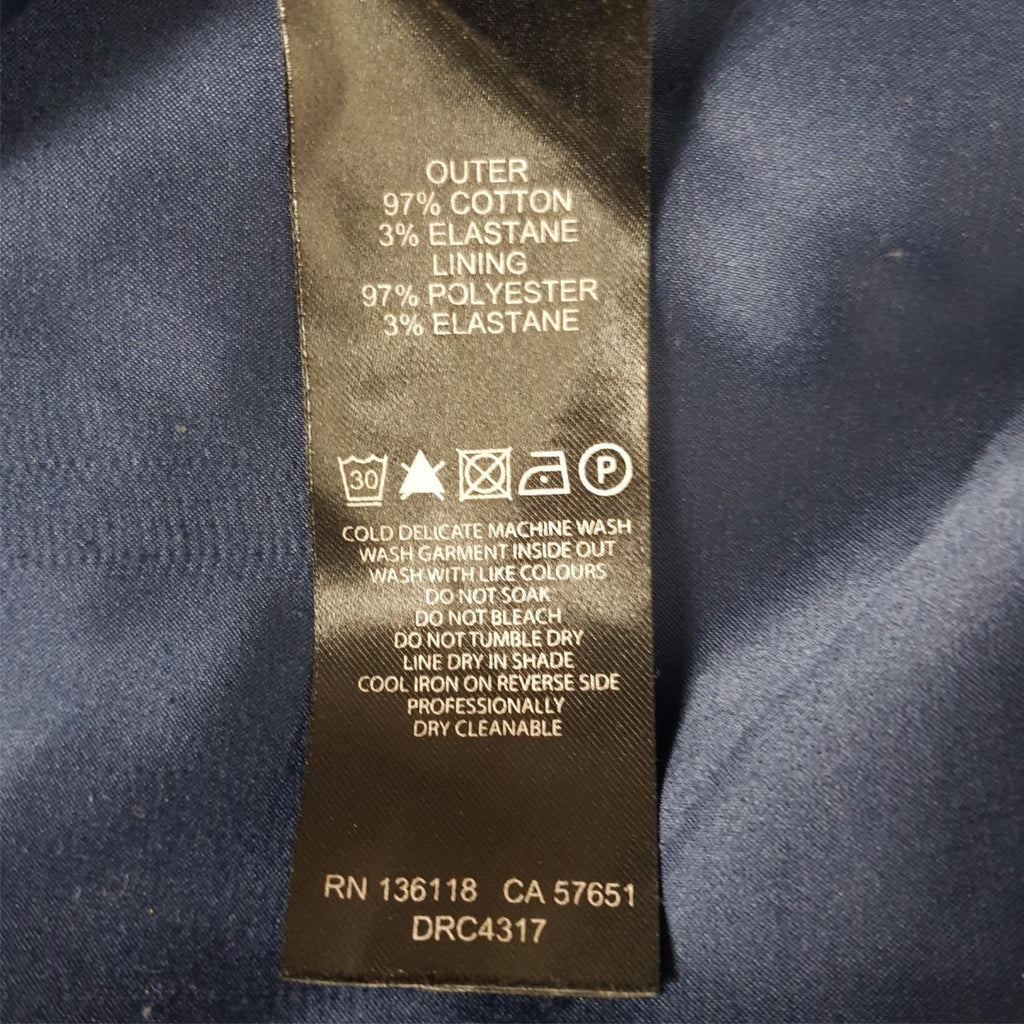 OUTER
97% COTTON
3% ELASTANE
LINING
97% POLYESTER
3% ELASTANE
30 P
COLD DELICATE MACHINE WASH
WASH GARMENT INSIDE OUT
WASH WITH LIKE COLOURS
DO NOT SOAK
DO NOT BLEACH
DO NOT TUMBLE DRY
LINE DRY IN SHADE
COOL IRON ON REVERSE SIDE
PROFESSIONALLY
DRY CLEANABLE
RN 136118 CA 57651
DRC4317